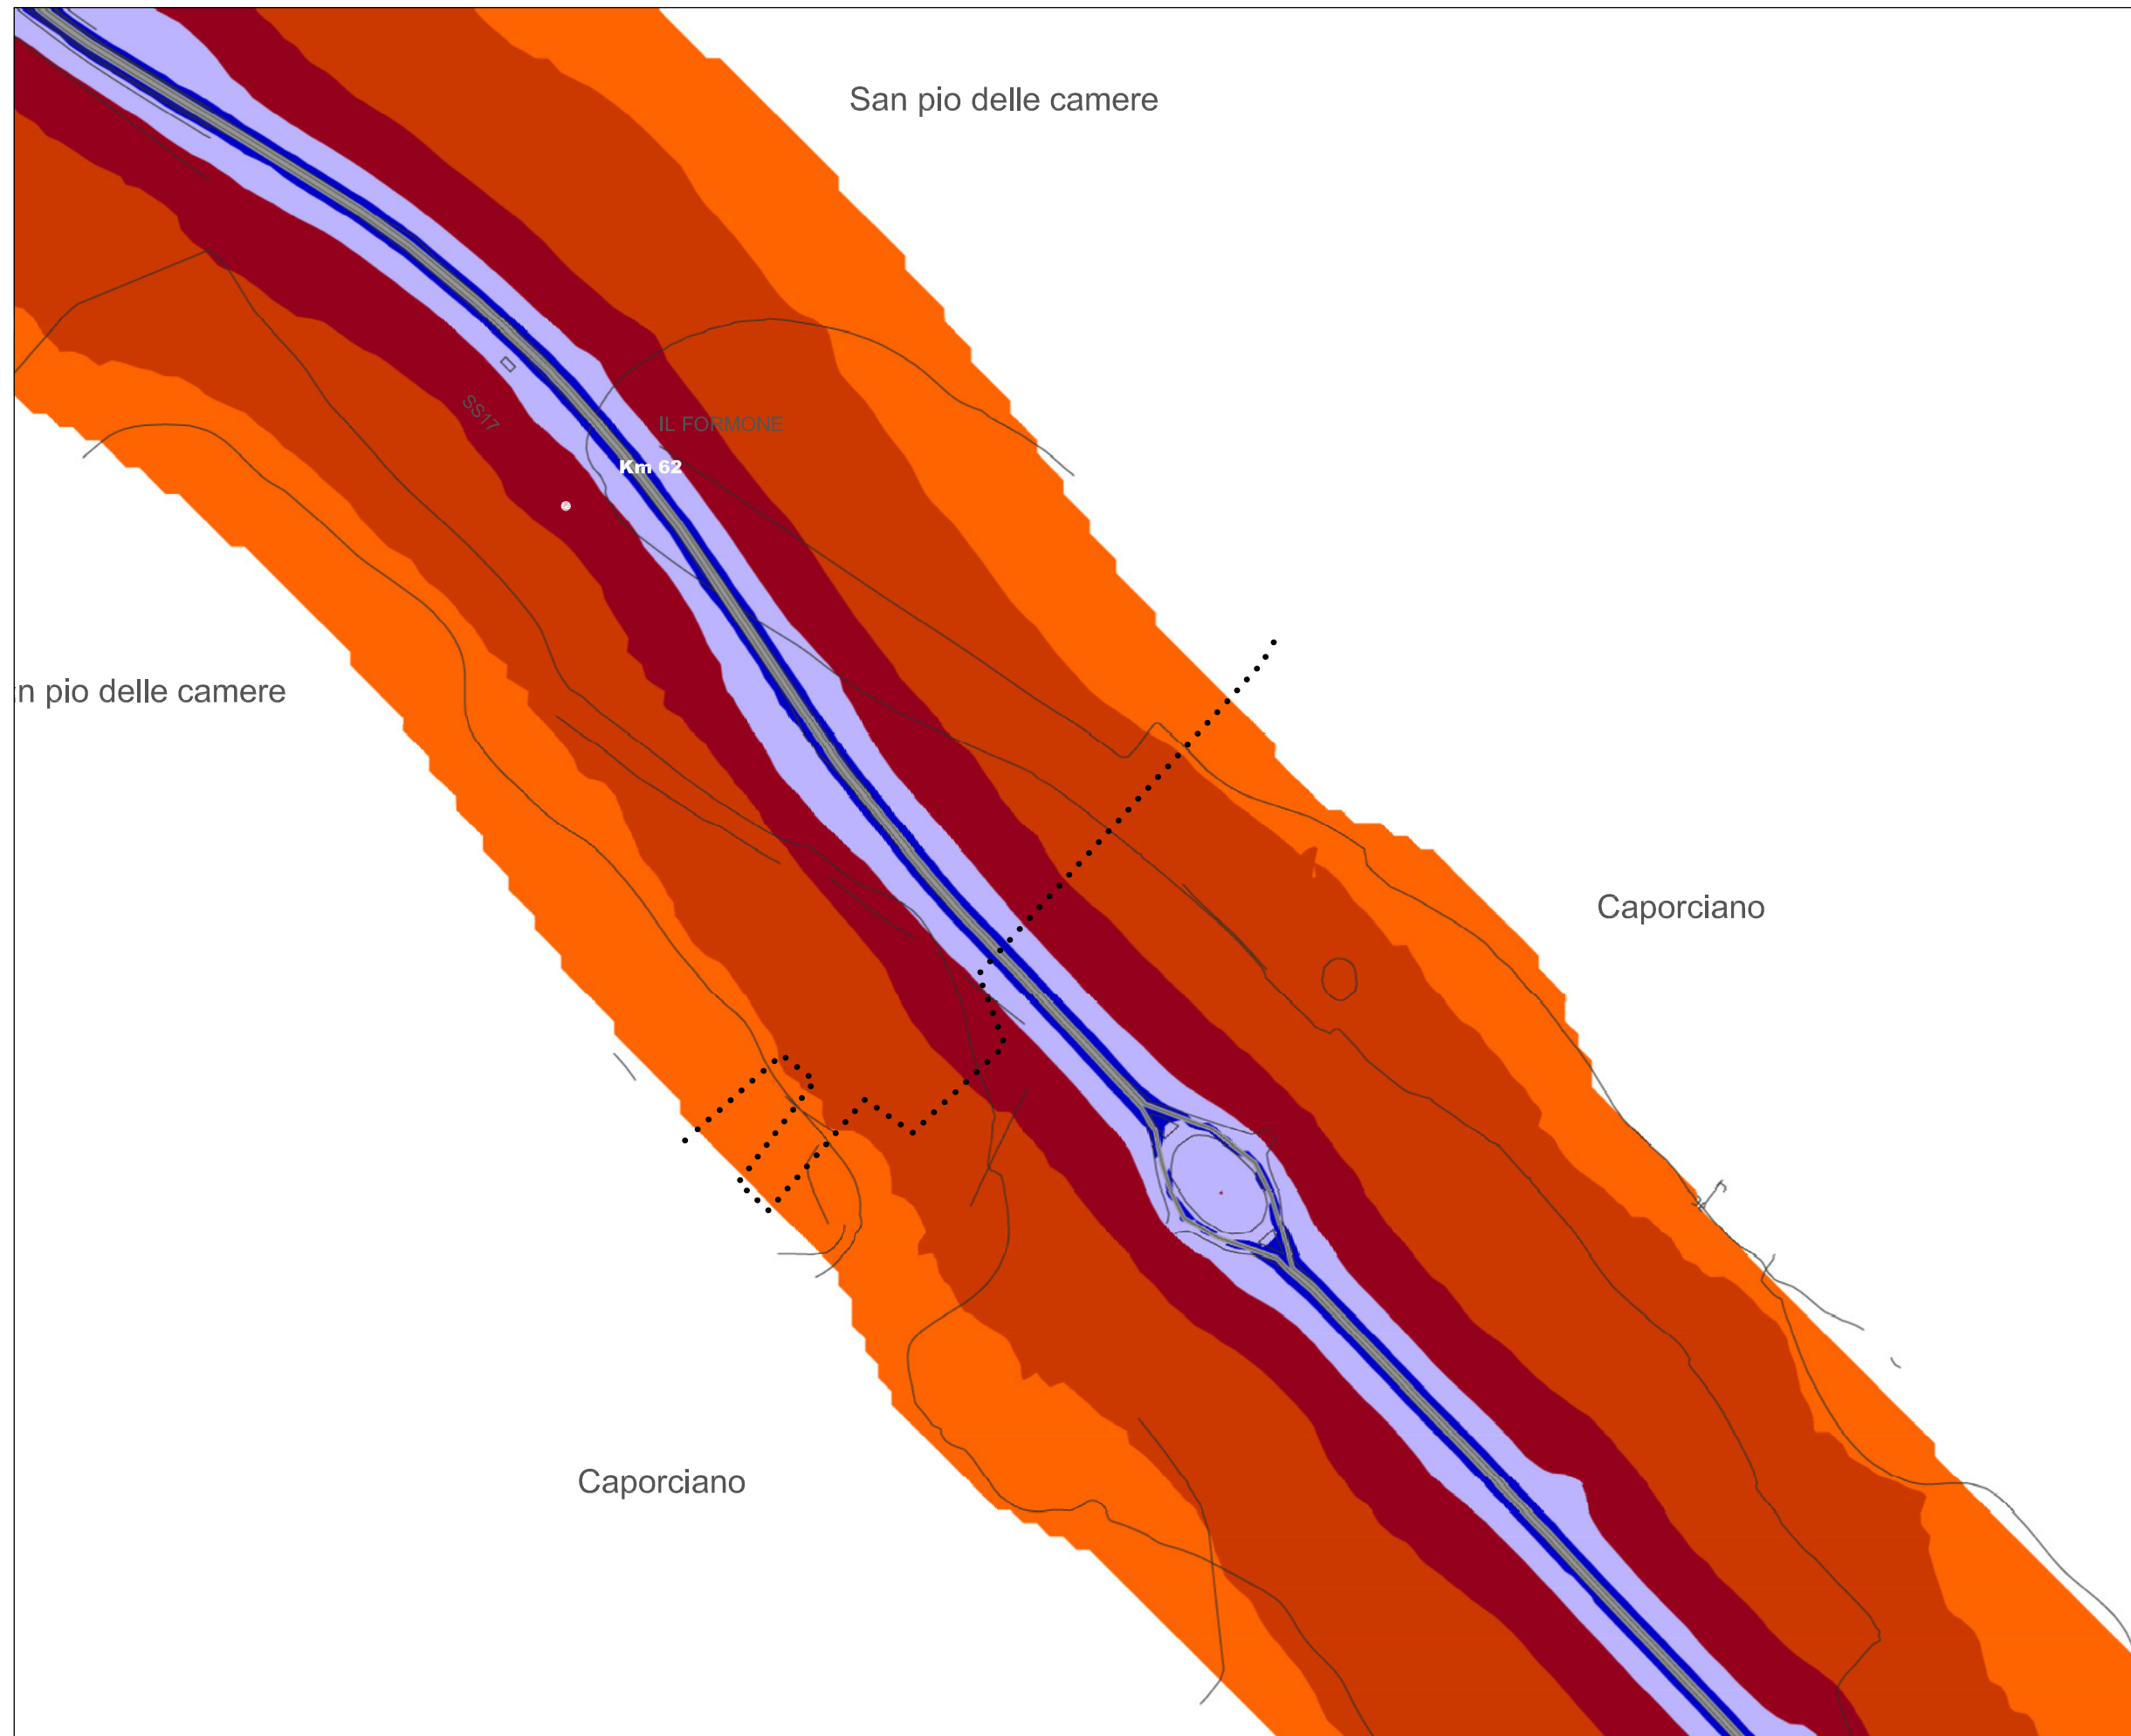 San pio delle camere
SS17
IL FORMONE
Km 62
n pio delle camere
Caporciano
Caporciano